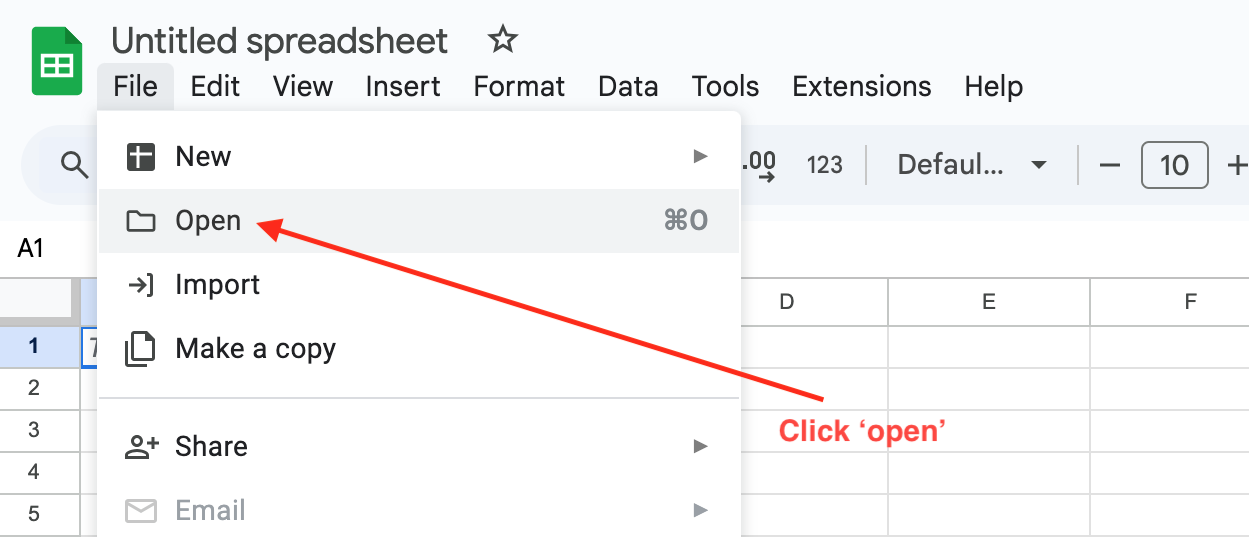 Untitled spreadsheet
File Edit View Insert Format Data Tools Extensions Help
New
.00 123 Defaul... 10
Open ⌘O
A1
Import
D E F
1
Make a copy
2
3
Click ‘open’
Share
4
Email
5